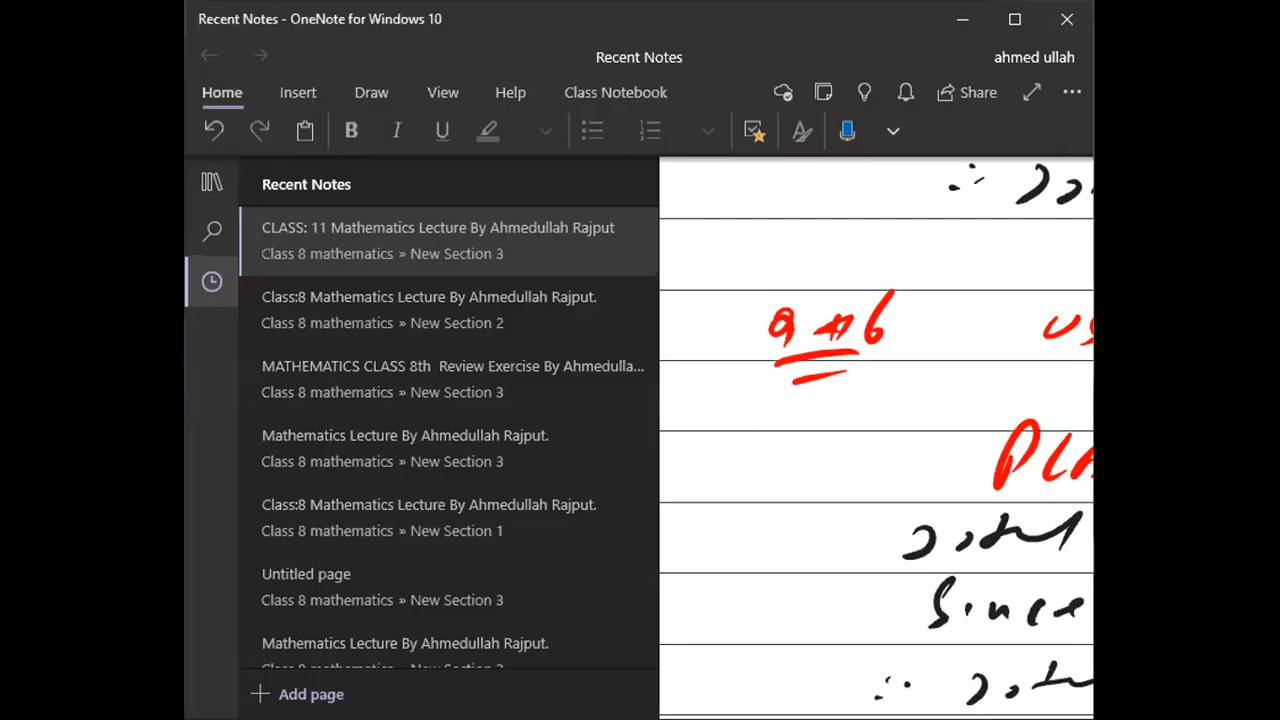 Recent Notes - OneNote for Windows 10
Recent Notes
ahmed ullah
Home Insert Draw View Help Class Notebook Share
B I U
Recent Notes
CLASS: 11 Mathematics Lecture By Ahmedullah Rajput
Class 8 mathematics » New Section 3
Class:8 Mathematics Lecture By Ahmedullah Rajput.
Class 8 mathematics » New Section 2
MATHEMATICS CLASS 8th Review Exercise By Ahmedulla...
Class 8 mathematics » New Section 3
Mathematics Lecture By Ahmedullah Rajput.
Class 8 mathematics » New Section 3
Class:8 Mathematics Lecture By Ahmedullah Rajput.
Class 8 mathematics » New Section 1
Untitled page
Class 8 mathematics » New Section 3
Mathematics Lecture By Ahmedullah Rajput.
Add page
Since